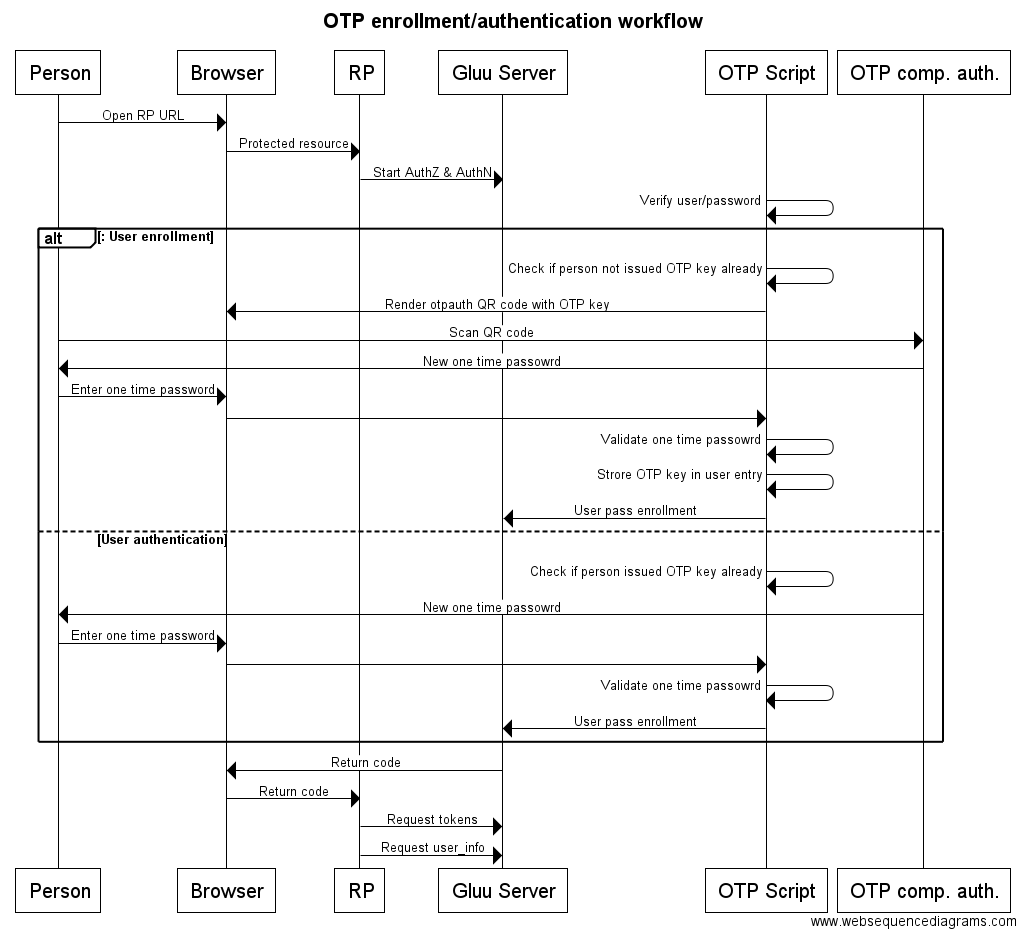 OTP enrollment/authentication workflow
Person Browser RP Gluu Server OTP Script OTP comp. auth.
Open RP URL
Protected resource
Start AuthZ & AuthN
Verify user/password
alt [: User enrollment]
Check if person not issued OTP key already
Render otpauth QR code with OTP key
Scan QR code
New one time passowrd
Enter one time password
Validate one time passowrd
Strore OTP key in user entry
User pass enrollment
[User authentication]
Check if person issued OTP key already
New one time passowrd
Enter one time password
Validate one time passowrd
User pass enrollment
Return code
Return code
Request tokens
Request user_info
Person Browser RP Gluu Server OTP Script OTP comp. auth.
www.websequencediagrams.com